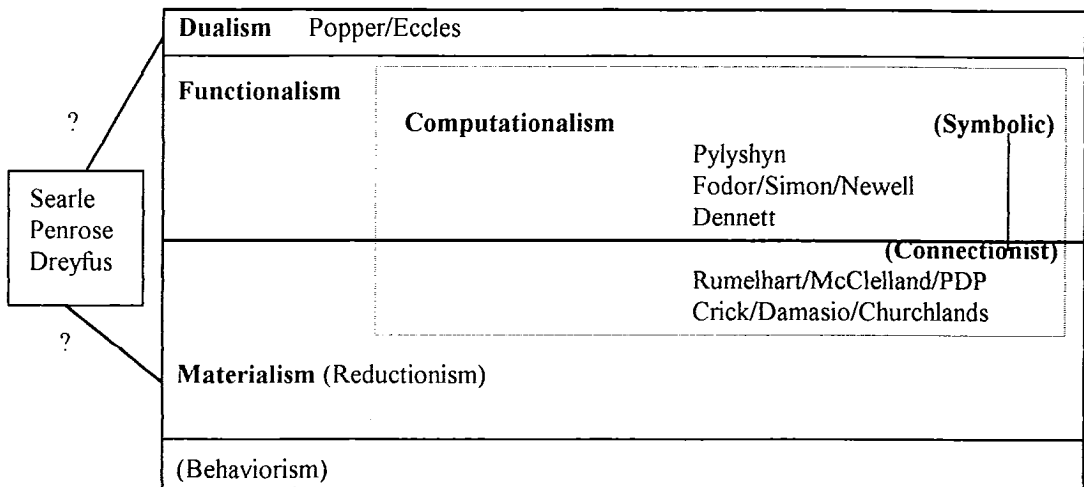 Dualism Popper/Eccles
Functionalism
?
Computationalism (Symbolic)
Pylyshyn
Fodor/Simon/Newell
Dennett
Searle
Penrose
Dreyfus
(Connectionist)
Rumelhart/McClelland/PDP
Crick/Damasio/Churchlands
?
Materialism (Reductionism)
(Behaviorism)